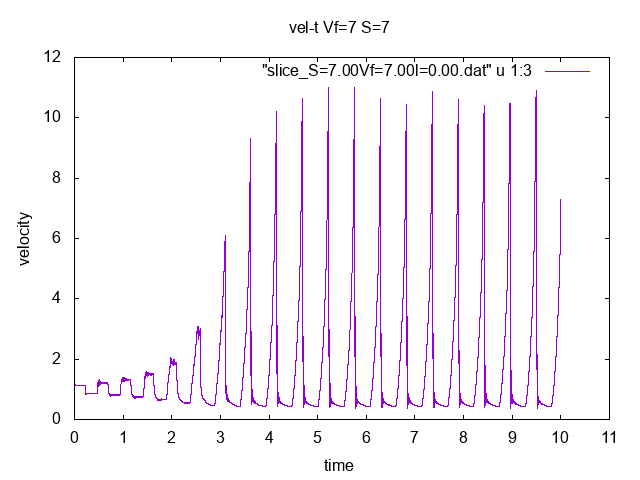 vel-t Vf=7 S=7
"slice_S=7.00Vf=7.00I=0.00.dat" u 1:3
12
10
8
6
4
2
0
velocity
0 1 2 3 4 5 6 7 8 9 10 11
time